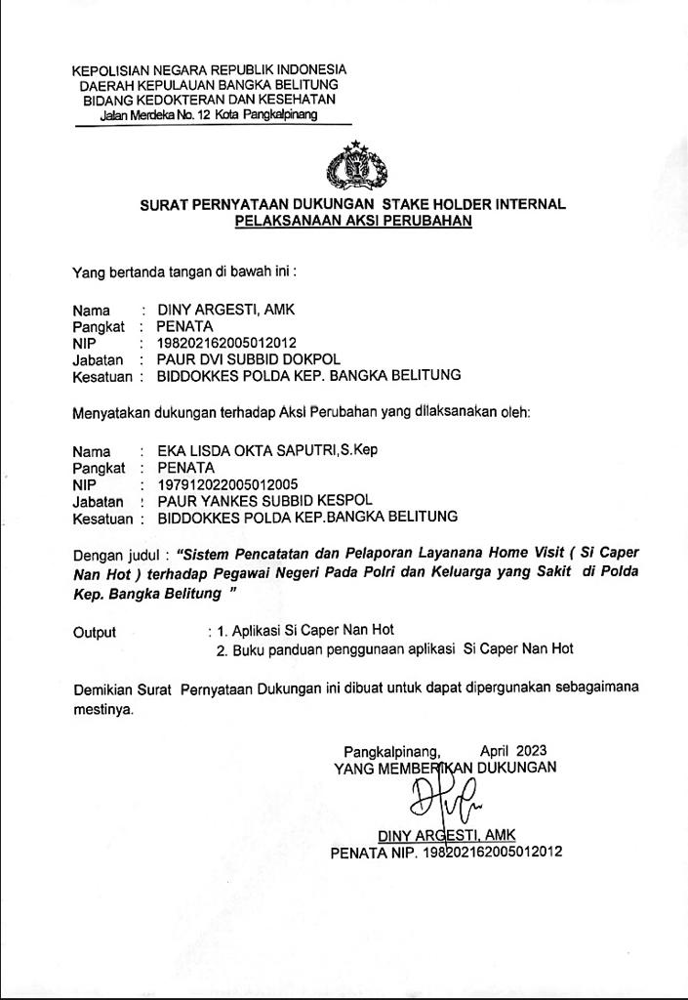 KEPOLISIAN NEGARA REPUBLIK INDONESIA
DAERAH KEPULAUAN BANGKA BELITUNG
BIDANG KEDOKTERAN DAN KESEHATAN
Jalan Merdeka No. 12 Kota Pangkalpinang
SURAT PERNYATAAN DUKUNGAN STAKE HOLDER INTERNAL
PELAKSANAAN AKSI PERUBAHAN
Yang bertanda tangan di bawah ini :
Nama : DINY ARGESTI, AMK
Pangkat : PENATA
NIP : 198202162005012012
Jabatan : PAUR DVI SUBBID DOKPOL
Kesatuan : BIDDOKKES POLDA KEP. BANGKA BELITUNG
Menyatakan dukungan terhadap Aksi Perubahan yang dilaksanakan oleh:
Nama : EKA LISDA OKTA SAPUTRI,S.Kep
Pangkat : PENATA
NIP : 197912022005012005
Jabatan : PAUR YANKES SUBBID KESPOL
Kesatuan : BIDDOKKES POLDA KEP.BANGKA BELITUNG
Dengan judul : "Sistem Pencatatan dan Pelaporan Layanana Home Visit ( Si Caper
Nan Hot ) terhadap Pegawai Negeri Pada Polri dan Keluarga yang Sakit di Polda
Kep. Bangka Belitung "
Output : 1. Aplikasi Si Caper Nan Hot
2. Buku panduan penggunaan aplikasi Si Caper Nan Hot
Demikian Surat Pernyataan Dukungan ini dibuat untuk dapat dipergunakan sebagaimana
mestinya.
Pangkalpinang, April 2023
YANG MEMBERIKAN DUKUNGAN
DINY ARGESTI, AMK
PENATA NIP. 198202162005012012